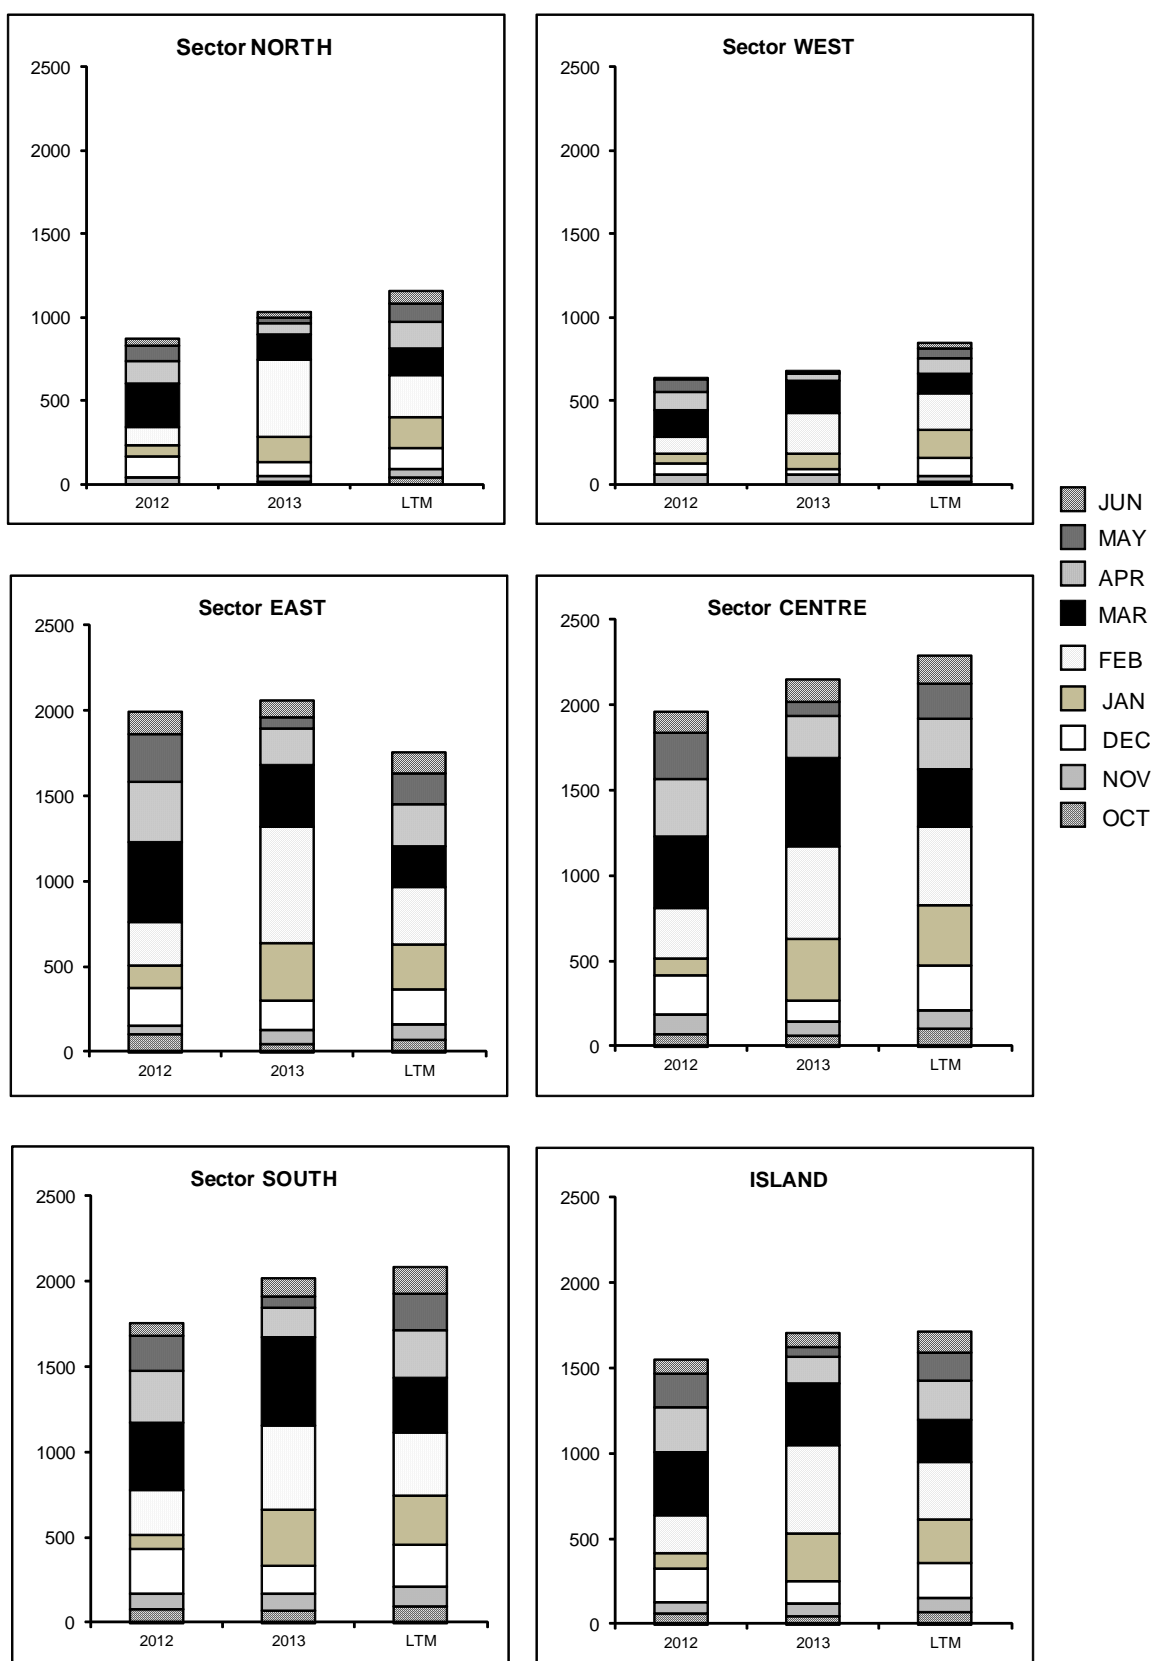 Sector NORTH
2500
2000
1500
1000
500
0
2012 2013 LTM
Sector WEST
2500
2000
1500
1000
500
0
2012 2013 LTM
JUN
MAY
APR
MAR
FEB
JAN
DEC
NOV
OCT
Sector EAST
2500
2000
1500
1000
500
0
2012 2013 LTM
Sector CENTRE
2500
2000
1500
1000
500
0
2012 2013 LTM
Sector SOUTH
2500
2000
1500
1000
500
0
2012 2013 LTM
ISLAND
2500
2000
1500
1000
500
0
2012 2013 LTM